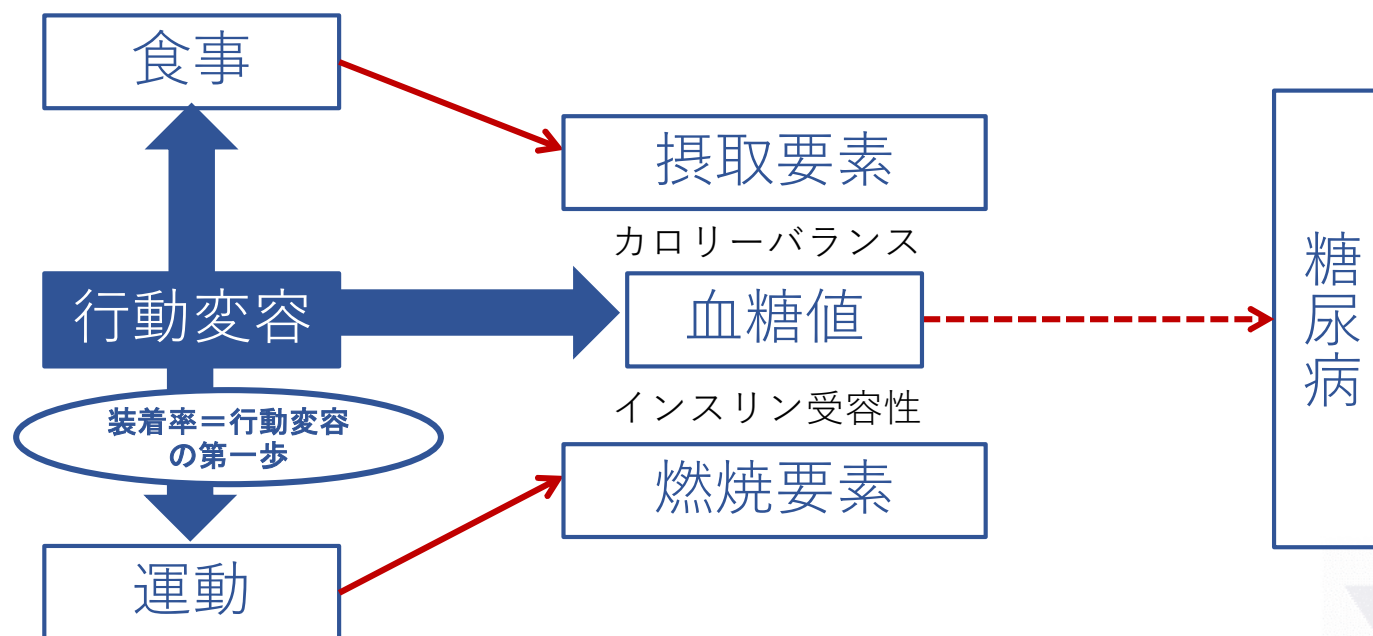 食事
摂取要素
カロリーバランス
行動変容
血糖値
糖尿病
装着率＝行動変容
の第一歩
インスリン受容性
燃焼要素
運動